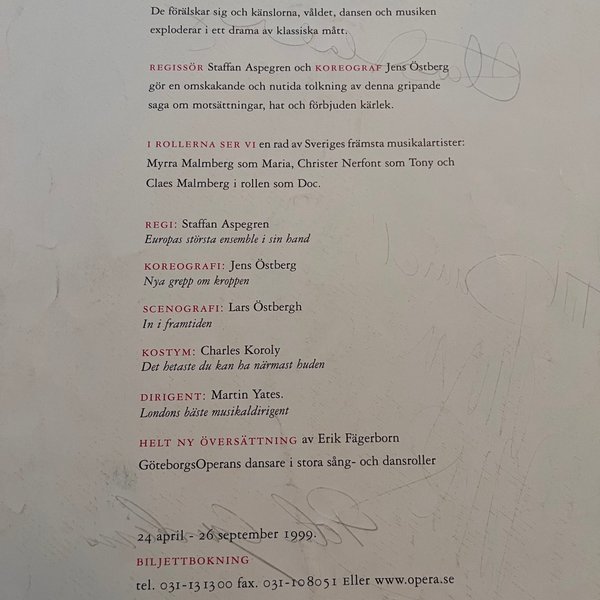 De förälskar sig och känslorna, våldet, dansen och musiken
exploderar i ett drama av klassiska mått.
REGISSÖR Staffan Aspegren och KOREOGRAF Jens Östberg
gör en omskakande och nutida tolkning av denna gripande
saga om motsättningar, hat och förbjuden kärlek.
I ROLLERNA SER VI en rad av Sveriges främsta musikalartister:
Myrra Malmberg som Maria, Christer Nerfont som Tony och
Claes Malmberg i rollen som Doc.
REGI: Staffan Aspegren
Europas största ensemble i sin hand
KOREOGRAFI: Jens Östberg
Nya grepp om kroppen
SCENOGRAFI: Lars Östbergh
In i framtiden
KOSTYM: Charles Koroly
Det hetaste du kan ha närmast huden
DIRIGENT: Martin Yates.
Londons bäste musikaldirigent
HELT NY ÖVERSÄTTNING av Erik Fägerborn
GöteborgsOperans dansare i stora sång- och dansroller
24 april - 26 september 1999.
BILJETTBOKNING
tel. 031-131300 fax. 031-108051 Eller www.opera.se